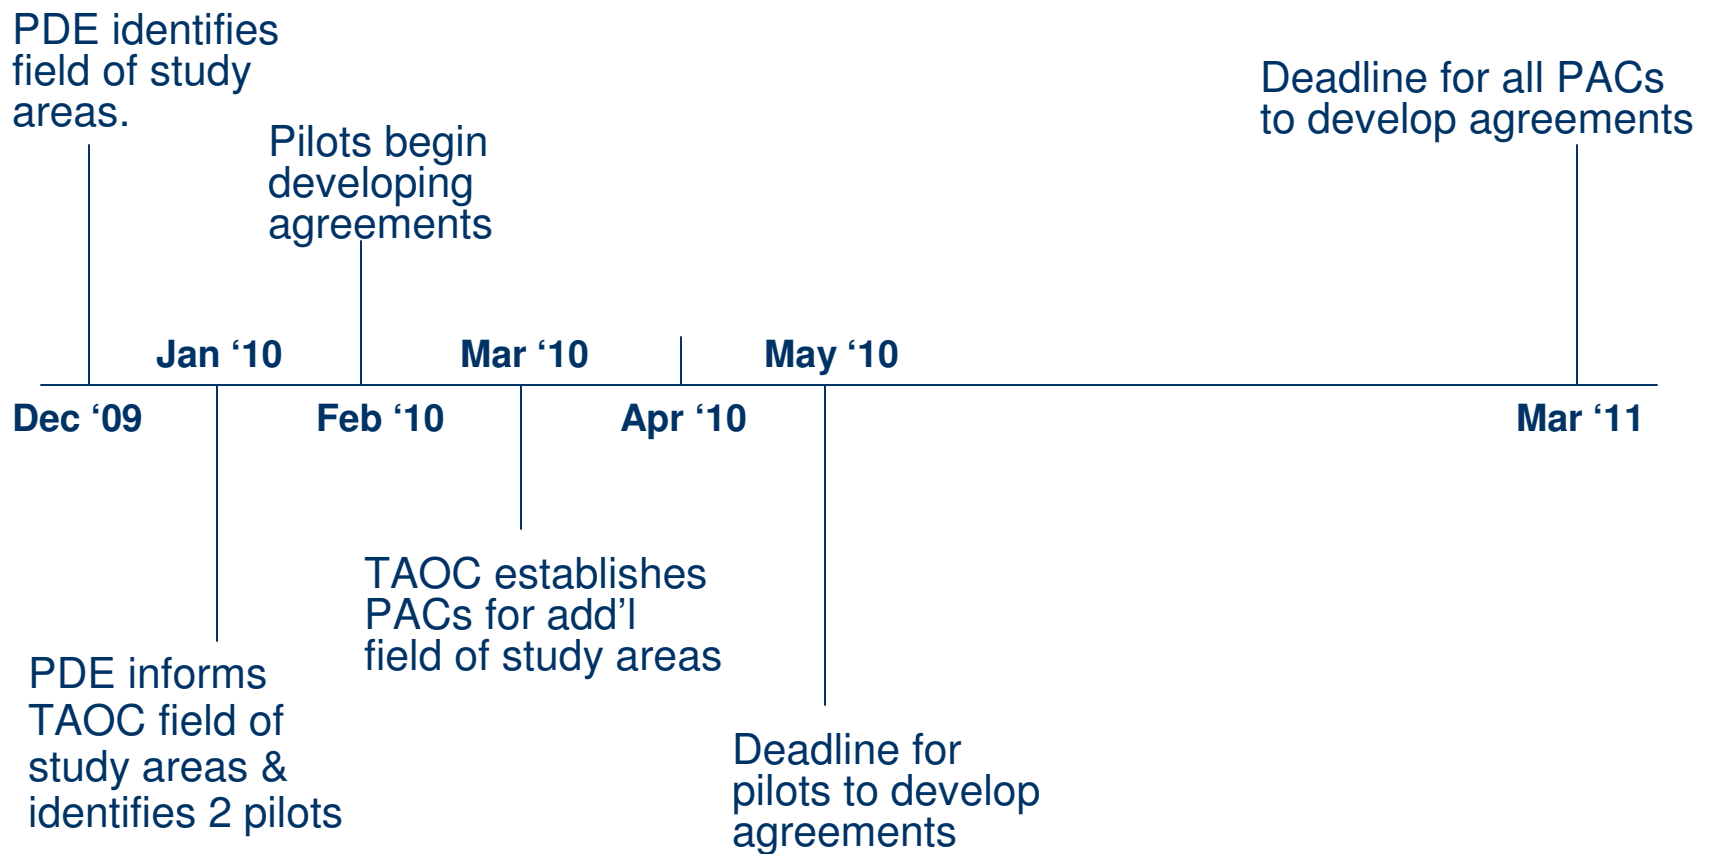 PDE identifies
field of study
areas.
Pilots begin
developing
agreements
Deadline for all PACs
to develop agreements
Jan ‘10
Mar ‘10
May ‘10
Dec ‘09
Feb ‘10
Apr ‘10
Mar ‘11
TAOC establishes
PACs for add’l
field of study areas
PDE informs
TAOC field of
study areas &
identifies 2 pilots
Deadline for
pilots to develop
agreements